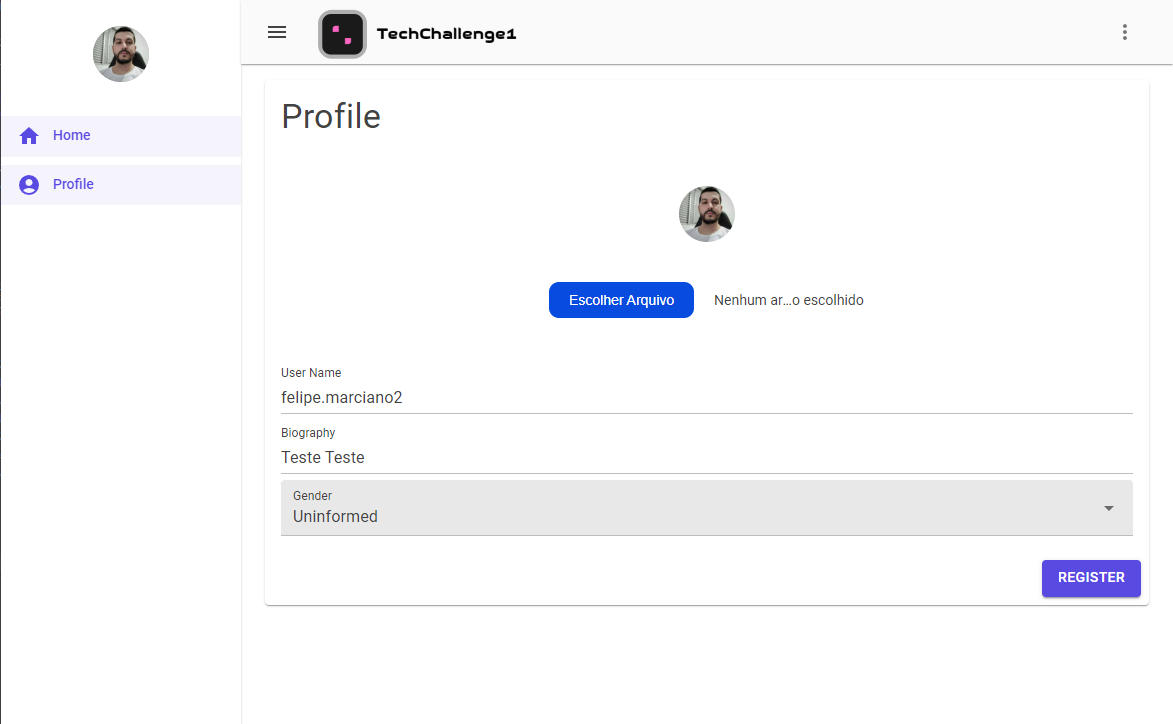 TechChallenge1
Home
Profile
Profile
Escolher Arquivo Nenhum ar...o escolhido
User Name
felipe.marciano2
Biography
Teste Teste
Gender
Uninformed
REGISTER